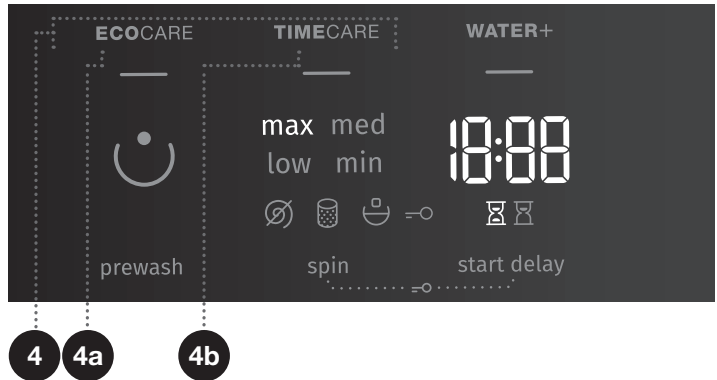 ECOCARE TIMECARE WATER+
max med
low min
18:88
prewash spin start delay
4 4a 4b